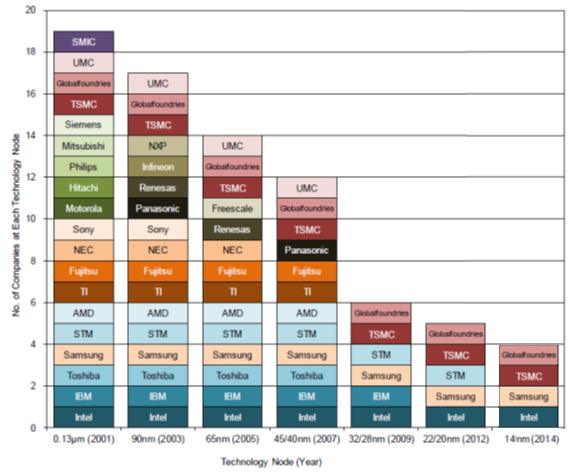 No. of Companies at Each Technology Node
20
18
16
14
12
10
8
6
4
2
0
SMIC
UMC
Globalfoundries
TSMC
Siemens
Mitsubishi
Philips
Hitachi
Motorola
Sony
NEC
Fujitsu
TI
AMD
STM
Samsung
Toshiba
IBM
Intel
UMC
Globalfoundries
TSMC
NXP
Infineon
Renesas
Panasonic
Sony
NEC
Fujitsu
TI
AMD
STM
Samsung
Toshiba
IBM
Intel
UMC
Globalfoundries
TSMC
Freescale
Renesas
NEC
Fujitsu
TI
AMD
STM
Samsung
Toshiba
IBM
Intel
UMC
Globalfoundries
TSMC
Panasonic
Fujitsu
TI
AMD
STM
Samsung
Toshiba
IBM
Intel
Globalfoundries
TSMC
STM
Samsung
IBM
Intel
Globalfoundries
TSMC
STM
Samsung
Intel
Globalfoundries
TSMC
Samsung
Intel
0.13µm (2001)
90nm (2003)
65nm (2005)
45/40nm (2007)
32/28nm (2009)
22/20nm (2012)
14nm (2014)
Technology Node (Year)